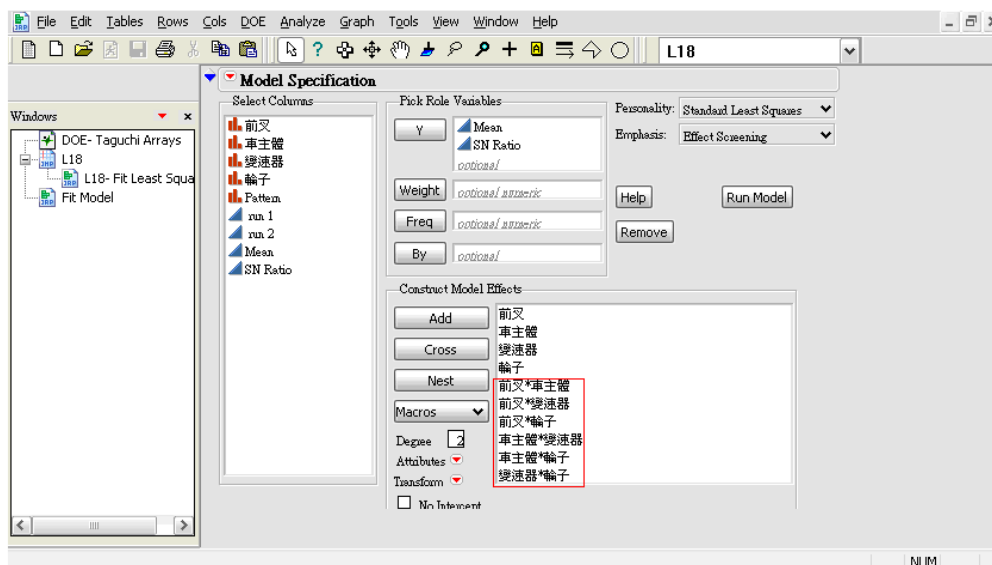 File Edit Tables Rows Cols DOE Analyze Graph Tools View Window Help
L18
Model Specification
Windows
DOE- Taguchi Arrays
L18
L18- Fit Least Squa
Fit Model
Select Columns
前叉
車主體
變速器
輪子
Pattern
run 1
run 2
Mean
SN Ratio
Pick Role Variables
Y
Mean
SN Ratio
optional
Weight
optional numeric
Freq
optional numeric
By
optional
Personality:
Standard Least Squares
Emphasis:
Effect Screening
Help
Run Model
Remove
Construct Model Effects
Add
Cross
Nest
Macros
Degree 2
Attributes
Transform
No Intercept
前叉
車主體
變速器
輪子
前叉*車主體
前叉*變速器
前叉*輪子
車主體*變速器
車主體*輪子
變速器*輪子
NUM